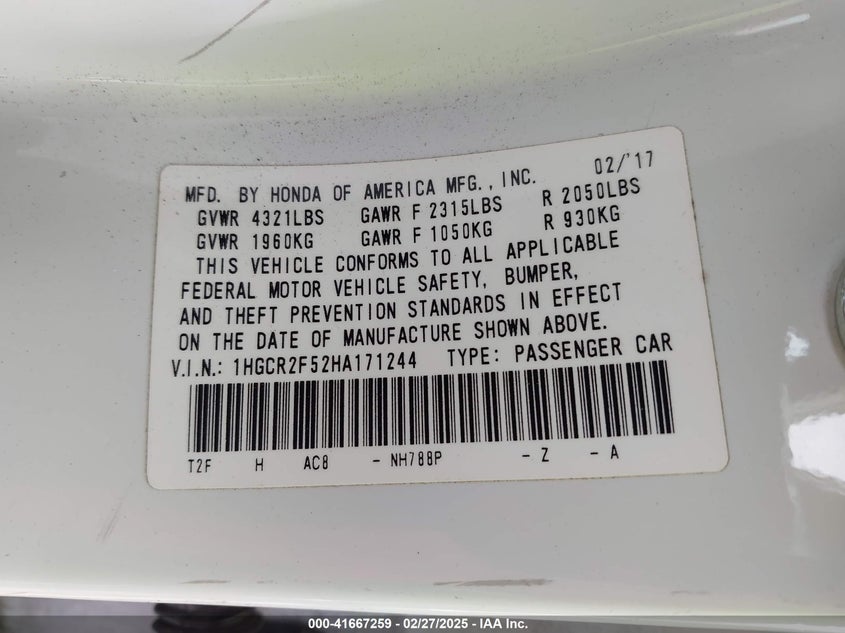 MFD. BY HONDA OF AMERICA MFG., INC. 02/'17
GVWR 4321LBS GAWR F 2315LBS R 2050LBS
GVWR 1960KG GAWR F 1050KG R 930KG
THIS VEHICLE CONFORMS TO ALL APPLICABLE
FEDERAL MOTOR VEHICLE SAFETY, BUMPER,
AND THEFT PREVENTION STANDARDS IN EFFECT
ON THE DATE OF MANUFACTURE SHOWN ABOVE.
V.I.N.: 1HGCR2F52HA171244 TYPE: PASSENGER CAR
T2F H AC8 - NH788P - Z - A
000-41667259 - 02/27/2025 - IAA Inc.